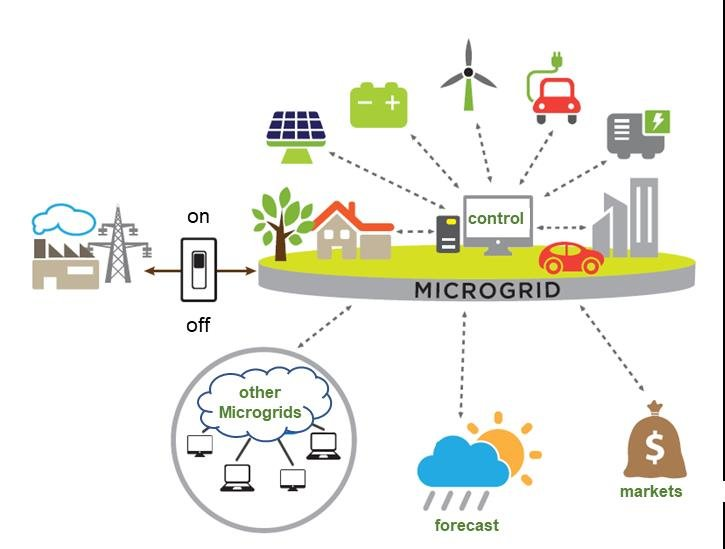 control
on
off
MICROGRID
other
Microgrids
$
markets
forecast